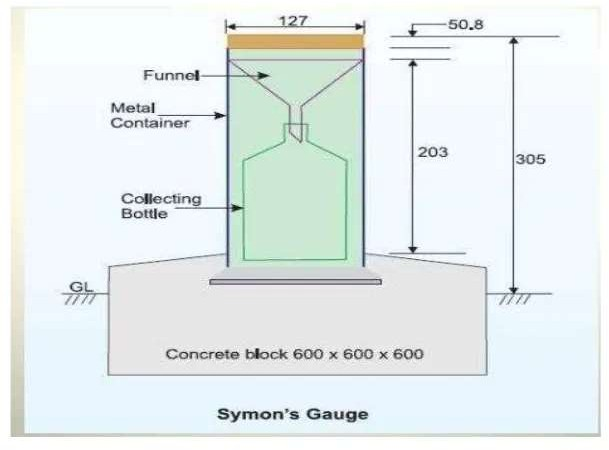 127
50.8
Funnel
Metal
Container
203
305
Collecting
Bottle
GL
Concrete block 600 x 600 x 600
Symon's Gauge